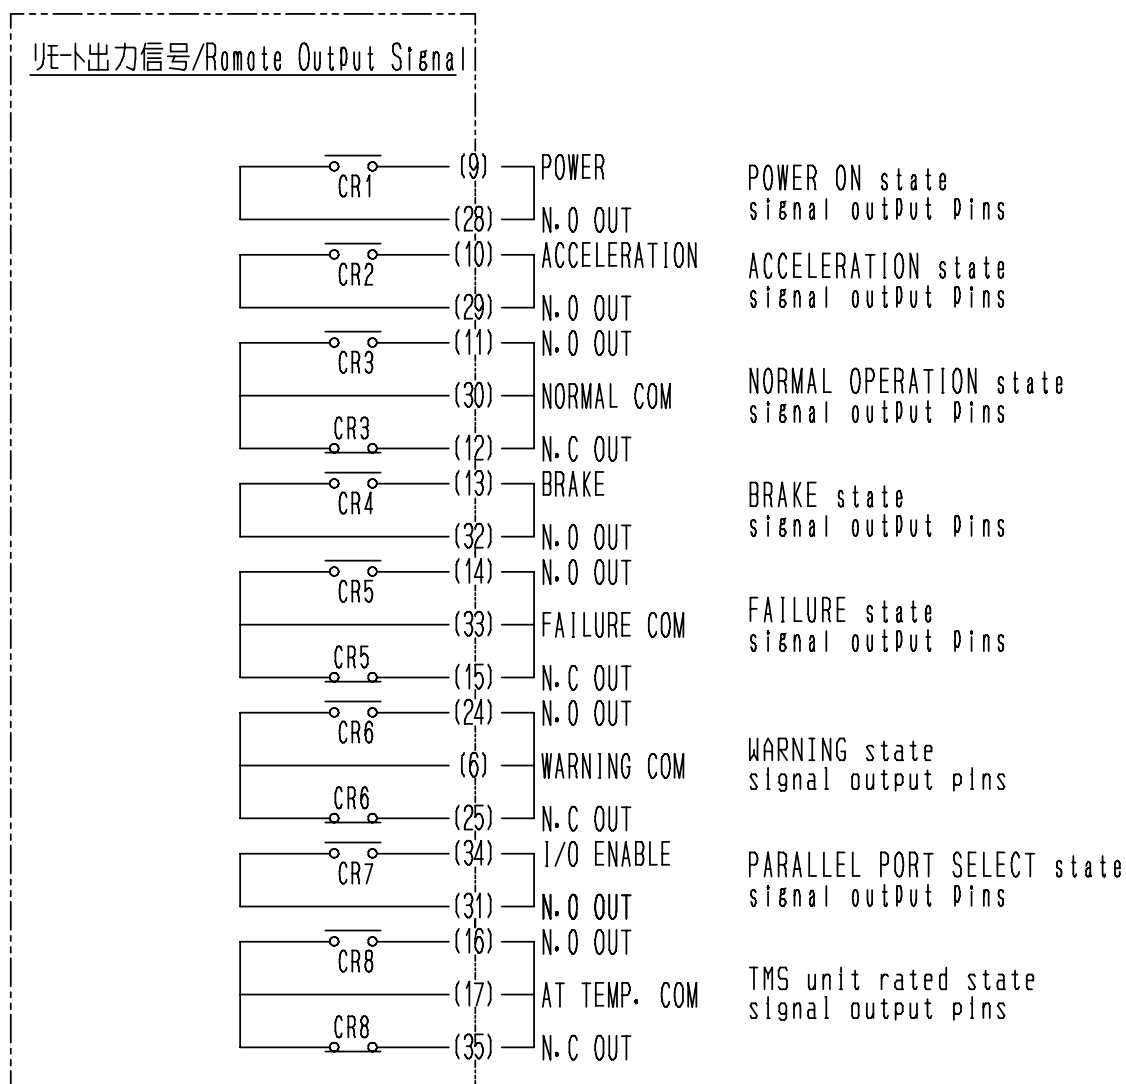 リモート出力信号/Romote Output Signal
CR1 (9) POWER
(28) N.O OUT
POWER ON state
signal output pins
CR2 (10) ACCELERATION
(29) N.O OUT
ACCELERATION state
signal output pins
CR3 (11) N.O OUT
(30) NORMAL COM
CR3 (12) N.C OUT
NORMAL OPERATION state
signal output pins
CR4 (13) BRAKE
(32) N.O OUT
BRAKE state
signal output pins
CR5 (14) N.O OUT
(33) FAILURE COM
CR5 (15) N.C OUT
FAILURE state
signal output pins
CR6 (24) N.O OUT
(6) WARNING COM
CR6 (25) N.C OUT
WARNING state
signal output pins
CR7 (34) I/O ENABLE
(31) N.O OUT
PARALLEL PORT SELECT state
signal output pins
CR8 (16) N.O OUT
(17) AT TEMP. COM
CR8 (35) N.C OUT
TMS unit rated state
signal output pins